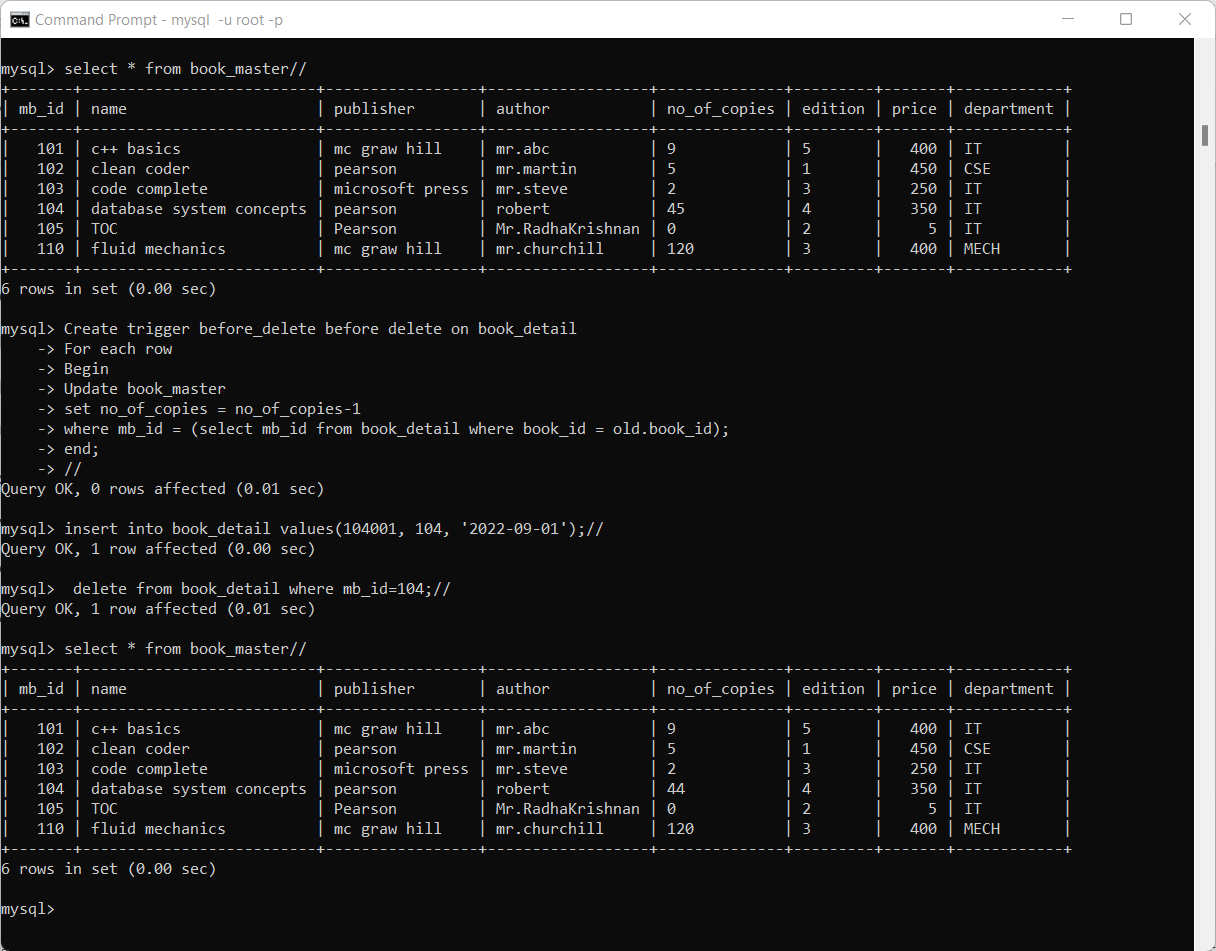 Command Prompt - mysql  -u root -p
mysql> select * from book_master//
+-------+--------------------------+-----------------+------------------+--------------+---------+-------+------------+
| mb_id | name                     | publisher       | author           | no_of_copies | edition | price | department |
+-------+--------------------------+-----------------+------------------+--------------+---------+-------+------------+
|   101 | c++ basics               | mc graw hill    | mr.abc           | 9            | 5       |   400 | IT         |
|   102 | clean coder              | pearson         | mr.martin        | 5            | 1       |   450 | CSE        |
|   103 | code complete            | microsoft press | mr.steve         | 2            | 3       |   250 | IT         |
|   104 | database system concepts | pearson         | robert           | 45           | 4       |   350 | IT         |
|   105 | TOC                      | Pearson         | Mr.RadhaKrishnan | 0            | 2       |     5 | IT         |
|   110 | fluid mechanics          | mc graw hill    | mr.churchill     | 120          | 3       |   400 | MECH       |
+-------+--------------------------+-----------------+------------------+--------------+---------+-------+------------+
6 rows in set (0.00 sec)
mysql> Create trigger before_delete before delete on book_detail
    -> For each row
    -> Begin
    -> Update book_master
    -> set no_of_copies = no_of_copies-1
    -> where mb_id = (select mb_id from book_detail where book_id = old.book_id);
    -> end;
    -> //
Query OK, 0 rows affected (0.01 sec)
mysql> insert into book_detail values(104001, 104, '2022-09-01');//
Query OK, 1 row affected (0.00 sec)
mysql>  delete from book_detail where mb_id=104;//
Query OK, 1 row affected (0.01 sec)
mysql> select * from book_master//
+-------+--------------------------+-----------------+------------------+--------------+---------+-------+------------+
| mb_id | name                     | publisher       | author           | no_of_copies | edition | price | department |
+-------+--------------------------+-----------------+------------------+--------------+---------+-------+------------+
|   101 | c++ basics               | mc graw hill    | mr.abc           | 9            | 5       |   400 | IT         |
|   102 | clean coder              | pearson         | mr.martin        | 5            | 1       |   450 | CSE        |
|   103 | code complete            | microsoft press | mr.steve         | 2            | 3       |   250 | IT         |
|   104 | database system concepts | pearson         | robert           | 44           | 4       |   350 | IT         |
|   105 | TOC                      | Pearson         | Mr.RadhaKrishnan | 0            | 2       |     5 | IT         |
|   110 | fluid mechanics          | mc graw hill    | mr.churchill     | 120          | 3       |   400 | MECH       |
+-------+--------------------------+-----------------+------------------+--------------+---------+-------+------------+
6 rows in set (0.00 sec)
mysql>